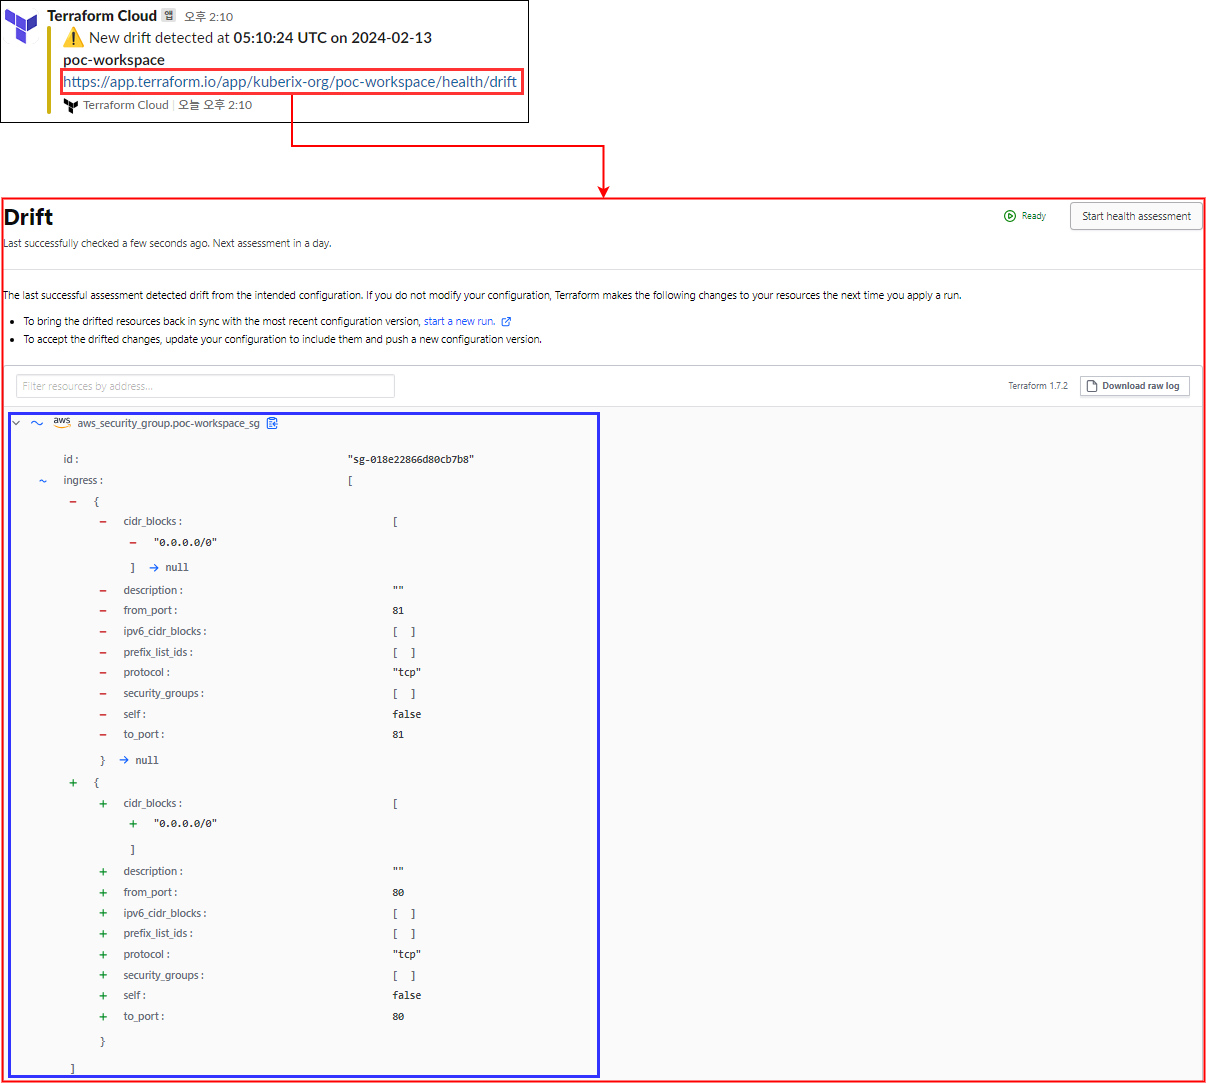 Terraform Cloud 앱 오후 2:10
New drift detected at 05:10:24 UTC on 2024-02-13
poc-workspace
https://app.terraform.io/app/kuberix-org/poc-workspace/health/drift
Terraform Cloud | 오늘 오후 2:10
Drift
Ready
Start health assessment
Last successfully checked a few seconds ago. Next assessment in a day.
The last successful assessment detected drift from the intended configuration. If you do not modify your configuration, Terraform makes the following changes to your resources the next time you apply a run.
• To bring the drifted resources back in sync with the most recent configuration version, start a new run.
• To accept the drifted changes, update your configuration to include them and push a new configuration version.
Filter resources by address...
Terraform 1.7.2
Download raw log
~ aws aws_security_group.poc-workspace_sg
id : "sg-018e22866d80cb7b8"
~ ingress : [
− {
− cidr_blocks : [
− "0.0.0.0/0"
] → null
− description : ""
− from_port : 81
− ipv6_cidr_blocks : [ ]
− prefix_list_ids : [ ]
− protocol : "tcp"
− security_groups : [ ]
− self : false
− to_port : 81
} → null
+ {
+ cidr_blocks : [
+ "0.0.0.0/0"
]
+ description : ""
+ from_port : 80
+ ipv6_cidr_blocks : [ ]
+ prefix_list_ids : [ ]
+ protocol : "tcp"
+ security_groups : [ ]
+ self : false
+ to_port : 80
}
]